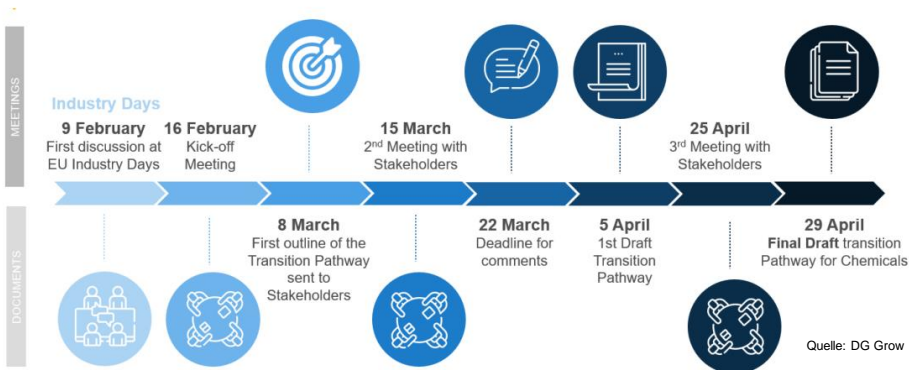 MEETINGS
Industry Days
9 February
First discussion at
EU Industry Days
16 February
Kick-off
Meeting
15 March
2nd Meeting with
Stakeholders
25 April
3rd Meeting with
Stakeholders
DOCUMENTS
8 March
First outline of the
Transition Pathway
sent to
Stakeholders
22 March
Deadline for
comments
5 April
1st Draft
Transition
Pathway
29 April
Final Draft transition
Pathway for Chemicals
Quelle: DG Grow